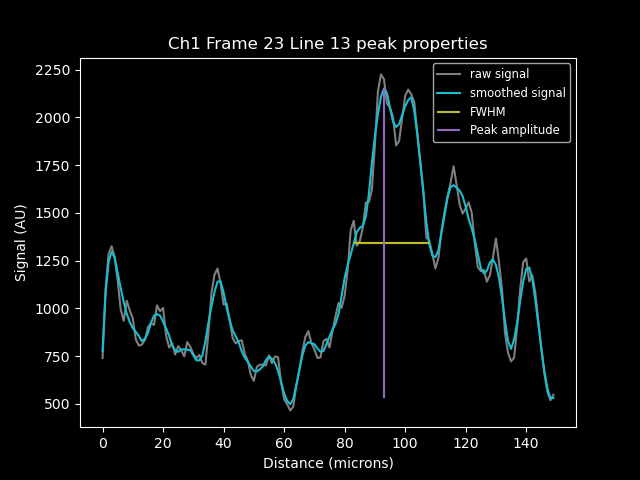 Ch1 Frame 23 Line 13 peak properties
raw signal
smoothed signal
FWHM
Peak amplitude
Signal (AU)
2250
2000
1750
1500
1250
1000
750
500
0 20 40 60 80 100 120 140
Distance (microns)